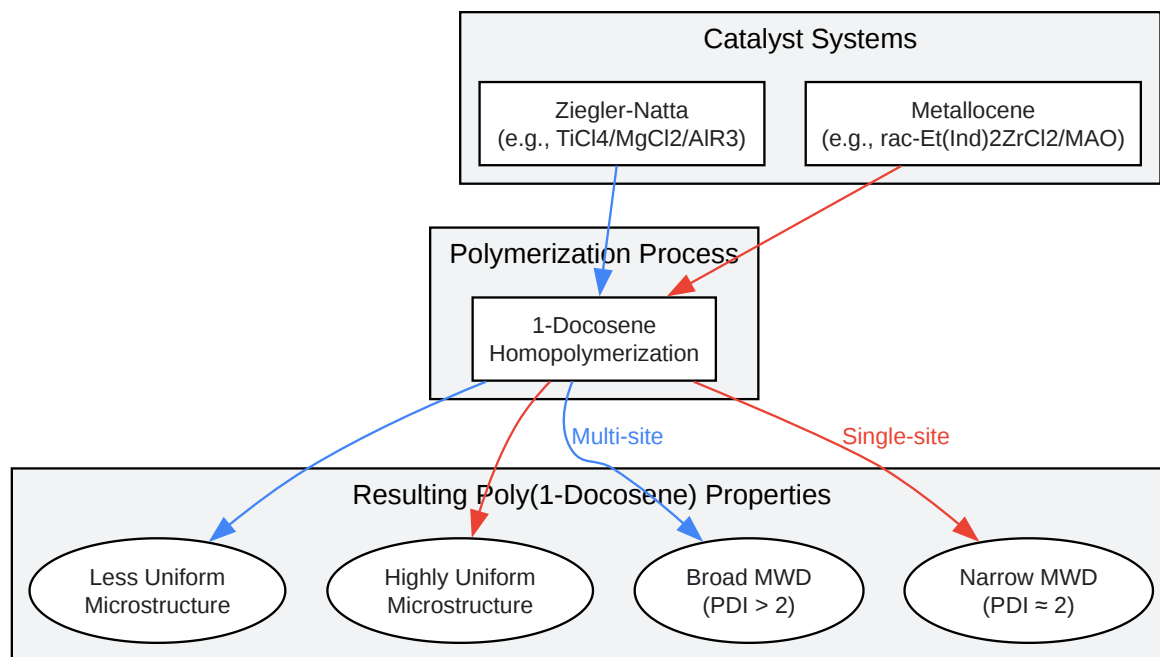 Catalyst Systems
Ziegler-Natta
(e.g., TiCl4/MgCl2/AlR3)
Metallocene
(e.g., rac-Et(Ind)2ZrCl2/MAO)
Polymerization Process
1-Docosene
Homopolymerization
Multi-site
Single-site
Resulting Poly(1-Docosene) Properties
Less Uniform
Microstructure
Highly Uniform
Microstructure
Broad MWD
(PDI > 2)
Narrow MWD
(PDI ≈ 2)